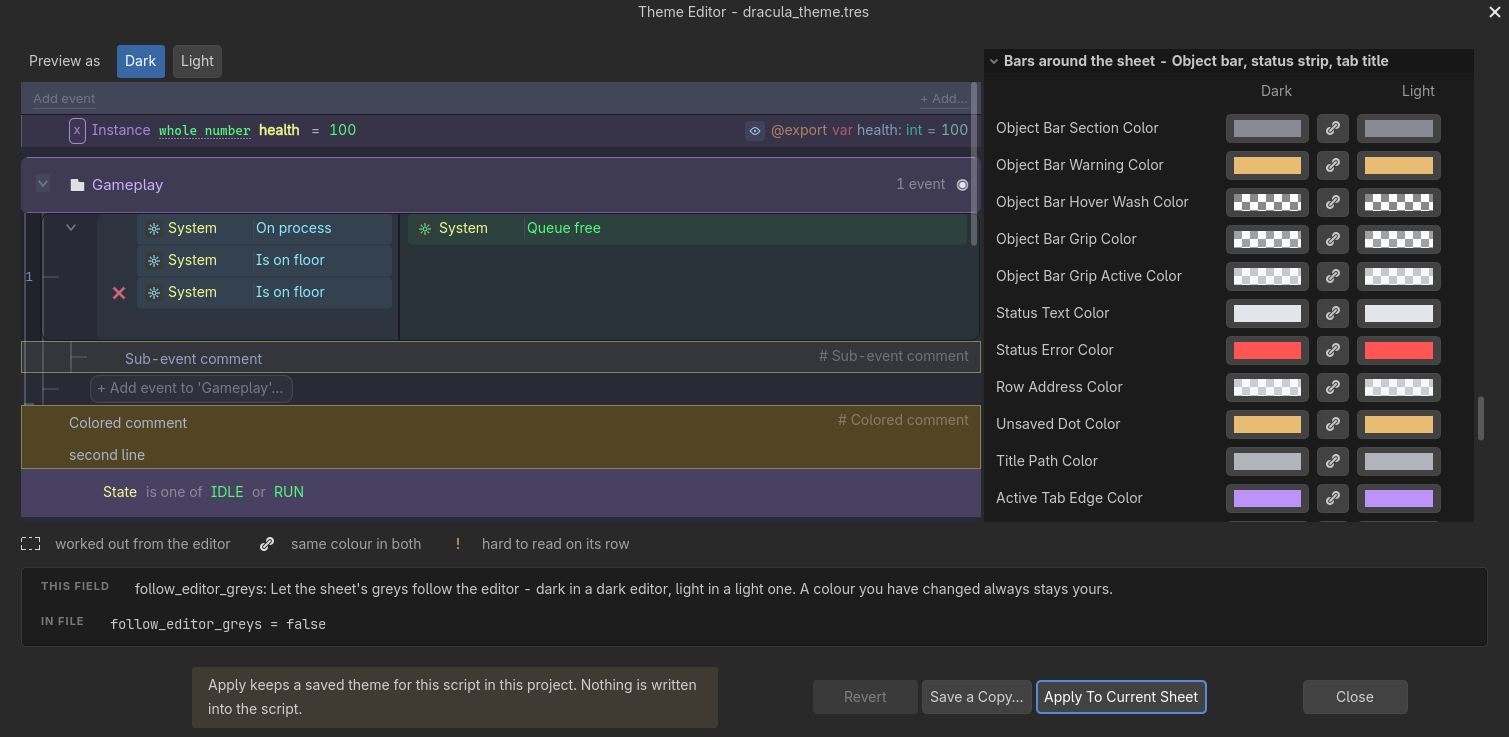 Theme Editor - dracula_theme.tres
Preview as Dark Light
Add event + Add...
x Instance whole number health = 100 @export var health: int = 100
Gameplay 1 event
System On process System Queue free
System Is on floor
1
System Is on floor
Sub-event comment # Sub-event comment
+ Add event to 'Gameplay'...
Colored comment # Colored comment
second line
State is one of IDLE or RUN
Bars around the sheet - Object bar, status strip, tab title
Dark Light
Object Bar Section Color
Object Bar Warning Color
Object Bar Hover Wash Color
Object Bar Grip Color
Object Bar Grip Active Color
Status Text Color
Status Error Color
Row Address Color
Unsaved Dot Color
Title Path Color
Active Tab Edge Color
worked out from the editor same colour in both ! hard to read on its row
THIS FIELD follow_editor_greys: Let the sheet's greys follow the editor - dark in a dark editor, light in a light one. A colour you have changed always stays yours.
IN FILE follow_editor_greys = false
Apply keeps a saved theme for this script in this project. Nothing is written
into the script.
Revert Save a Copy... Apply To Current Sheet Close